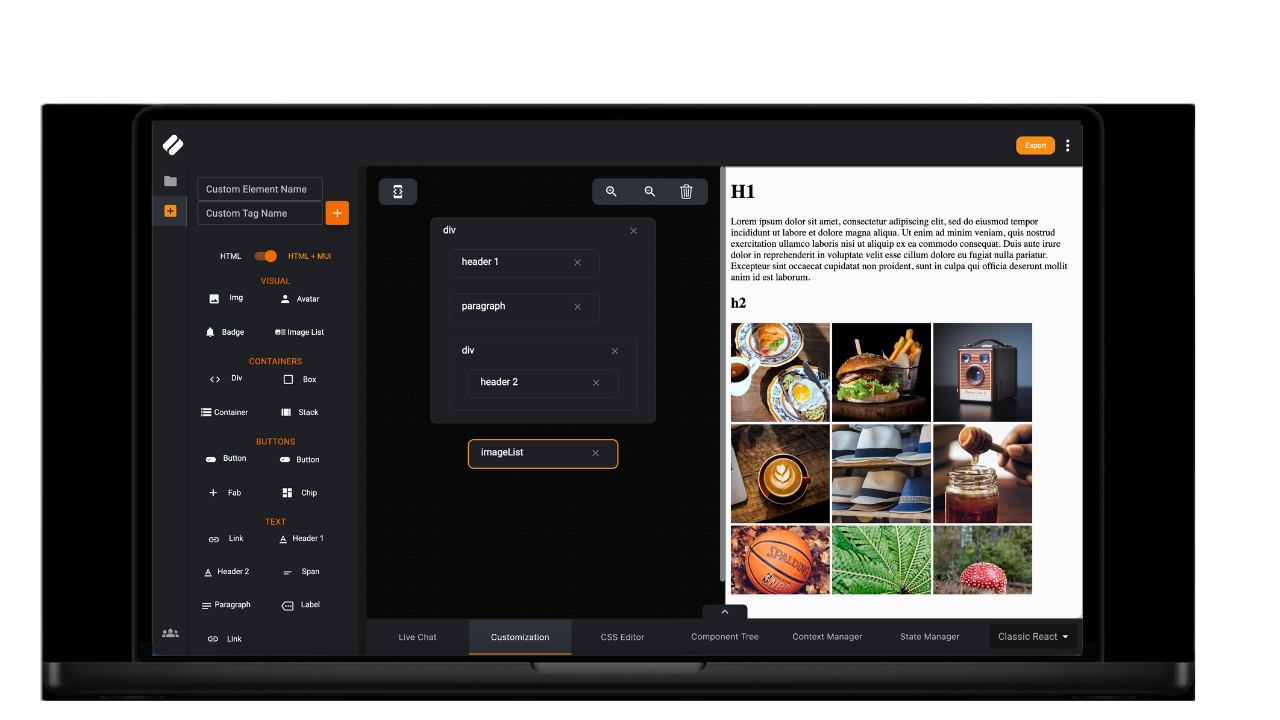 Export
Custom Element Name
Custom Tag Name
+
HTML HTML + MUI
VISUAL
Img Avatar
Badge Image List
CONTAINERS
Div Box
Container Stack
BUTTONS
Button Button
Fab Chip
TEXT
Link Header 1
Header 2 Span
Paragraph Label
Link
div
header 1
paragraph
div
header 2
imageList
H1
Lorem ipsum dolor sit amet, consectetur adipiscing elit, sed do eiusmod tempor
incididunt ut labore et dolore magna aliqua. Ut enim ad minim veniam, quis nostrud
exercitation ullamco laboris nisi ut aliquip ex ea commodo consequat. Duis aute irure
dolor in reprehenderit in voluptate velit esse cillum dolore eu fugiat nulla pariatur.
Excepteur sint occaecat cupidatat non proident, sunt in culpa qui officia deserunt mollit
anim id est laborum.
h2
SPALDING
Live Chat Customization CSS Editor Component Tree Context Manager State Manager Classic React